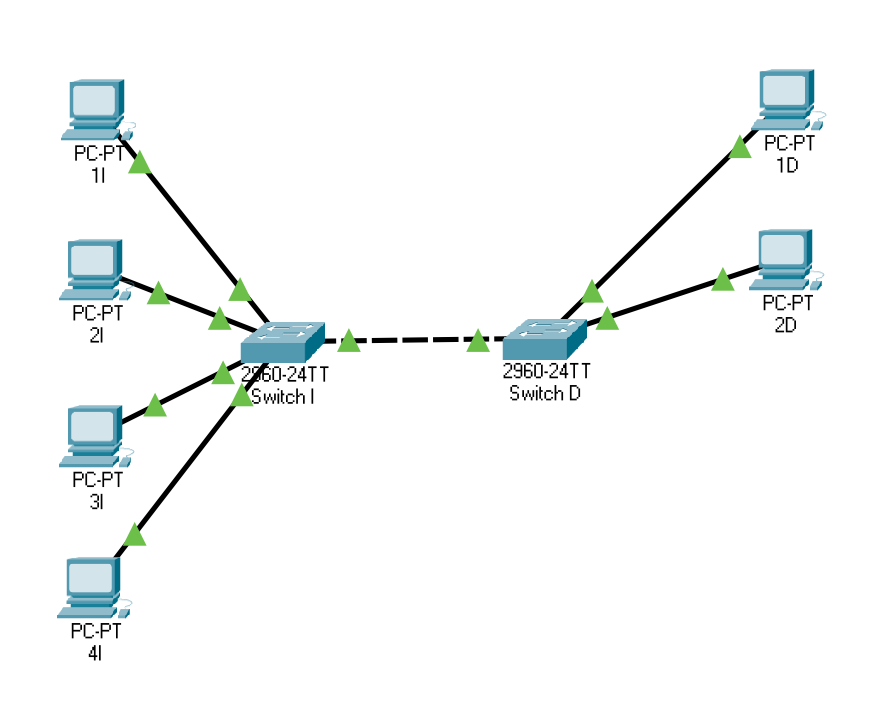 PC-PT
1I
PC-PT
2I
PC-PT
3I
PC-PT
4I
2960-24TT
Switch I
2960-24TT
Switch D
PC-PT
1D
PC-PT
2D